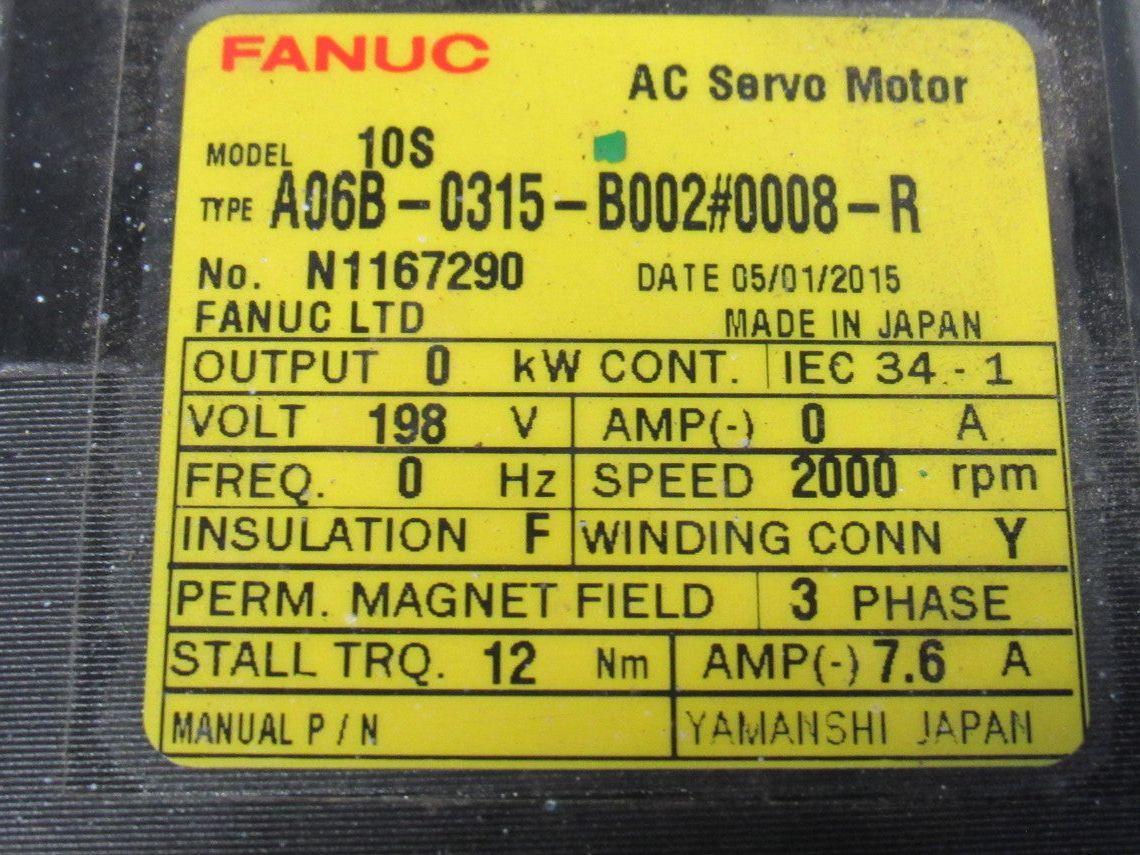 FANUC
AC Servo Motor
MODEL 10S
TYPE A06B-0315-B002#0008-R
No. N1167290 DATE 05/01/2015
FANUC LTD MADE IN JAPAN
OUTPUT 0 kW CONT. IEC 34-1
VOLT 198 V AMP(-) 0 A
FREQ. 0 Hz SPEED 2000 rpm
INSULATION F WINDING CONN Y
PERM. MAGNET FIELD 3 PHASE
STALL TRQ. 12 Nm AMP(-) 7.6 A
MANUAL P / N YAMANSHI JAPAN